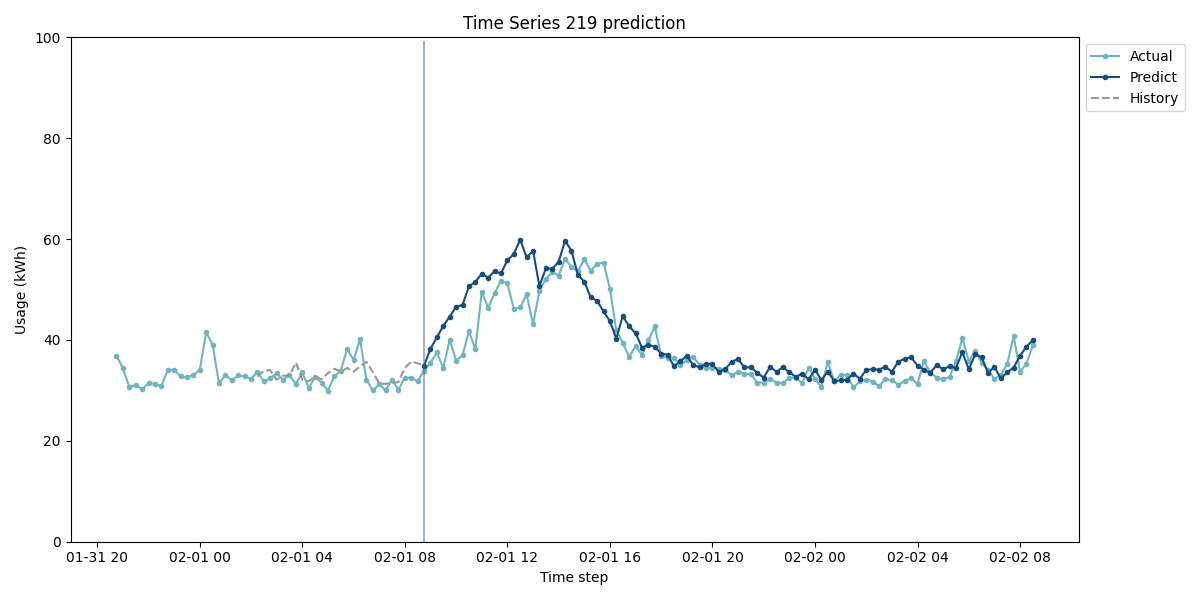 Time Series 219 prediction
100
80
60
40
20
0
Usage (kWh)
01-31 20
02-01 00
02-01 04
02-01 08
02-01 12
02-01 16
02-01 20
02-02 00
02-02 04
02-02 08
Time step
Actual
Predict
History